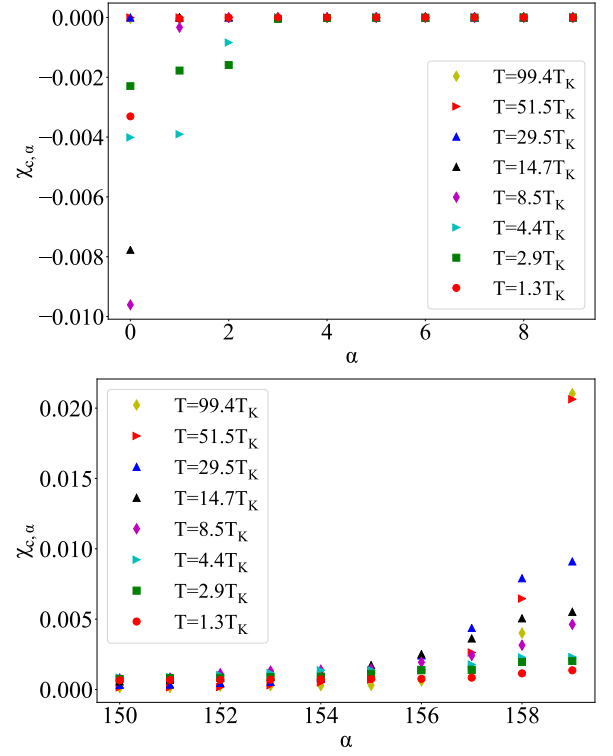 0.000
−0.002
−0.004
−0.006
−0.008
−0.010
χc,α
T=99.4TK
T=51.5TK
T=29.5TK
T=14.7TK
T=8.5TK
T=4.4TK
T=2.9TK
T=1.3TK
0 2 4 6 8
α
0.020
0.015
0.010
0.005
0.000
χc,α
T=99.4TK
T=51.5TK
T=29.5TK
T=14.7TK
T=8.5TK
T=4.4TK
T=2.9TK
T=1.3TK
150 152 154 156 158
α